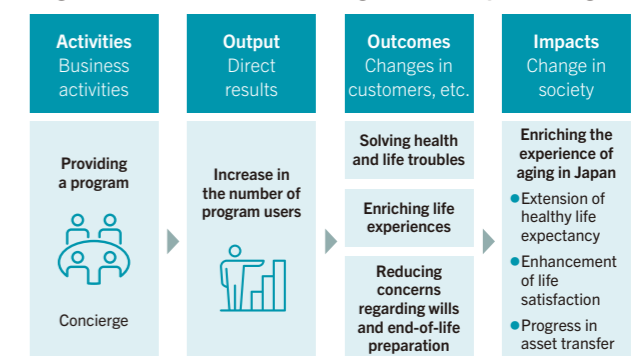 Activities
Business
activities
Output
Direct
results
Outcomes
Changes in
customers, etc.
Impacts
Change in
society
Providing
a program
Concierge
Increase in
the number of
program users
Solving health
and life troubles
Enriching life
experiences
Reducing
concerns
regarding wills
and end-of-life
preparation
Enriching the
experience of
aging in Japan
●Extension of
healthy life
expectancy
●Enhancement
of life
satisfaction
●Progress in
asset transfer